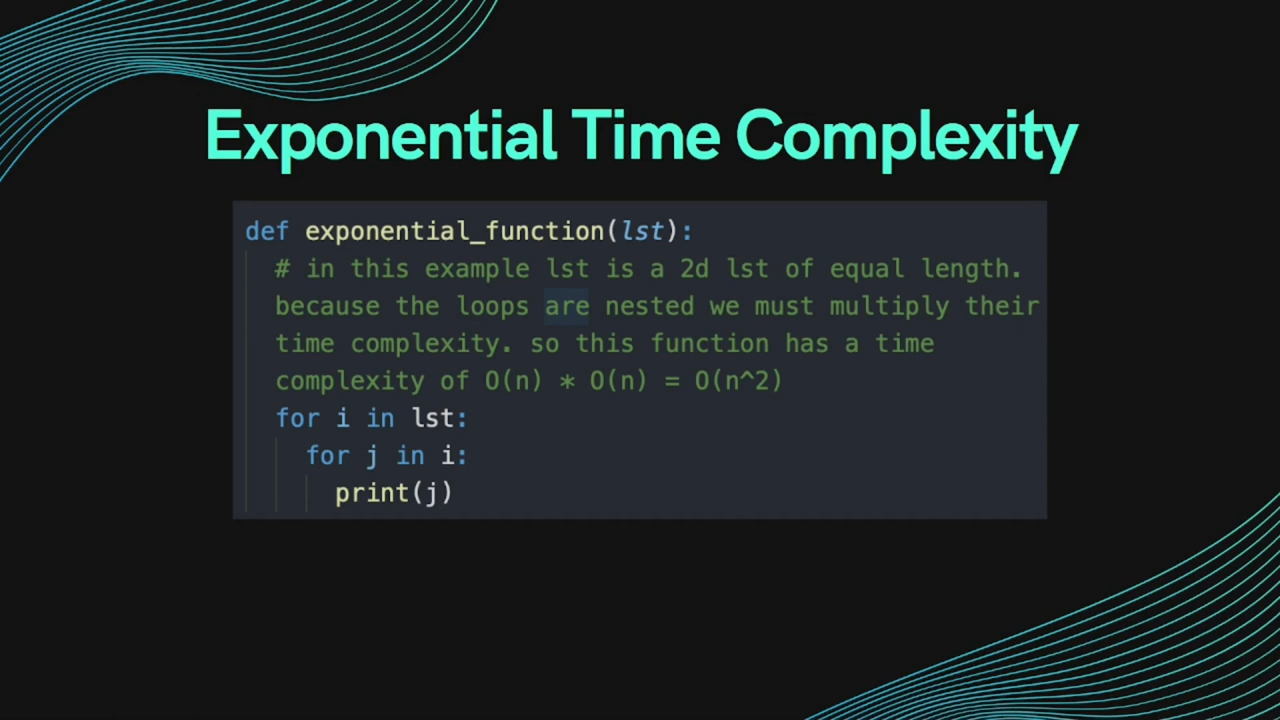 Exponential Time Complexity
def exponential_function(lst):
# in this example lst is a 2d lst of equal length.
because the loops are nested we must multiply their
time complexity. so this function has a time
complexity of O(n) * O(n) = O(n^2)
for i in lst:
for j in i:
print(j)